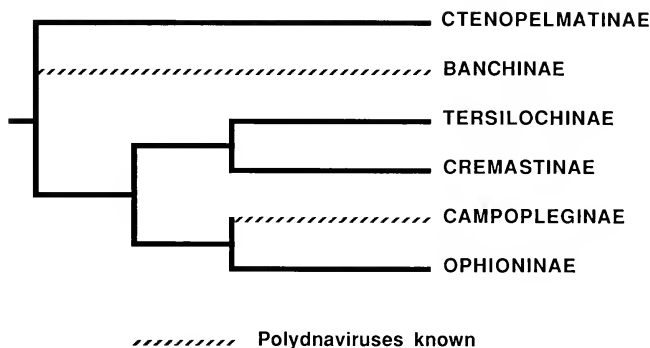 CTENOPELMATINAE
BANCHINAE
TERSILOCHINAE
CREMASTINAE
CAMPOPLEGINAE
OPHIONINAE
Polydnaviruses known